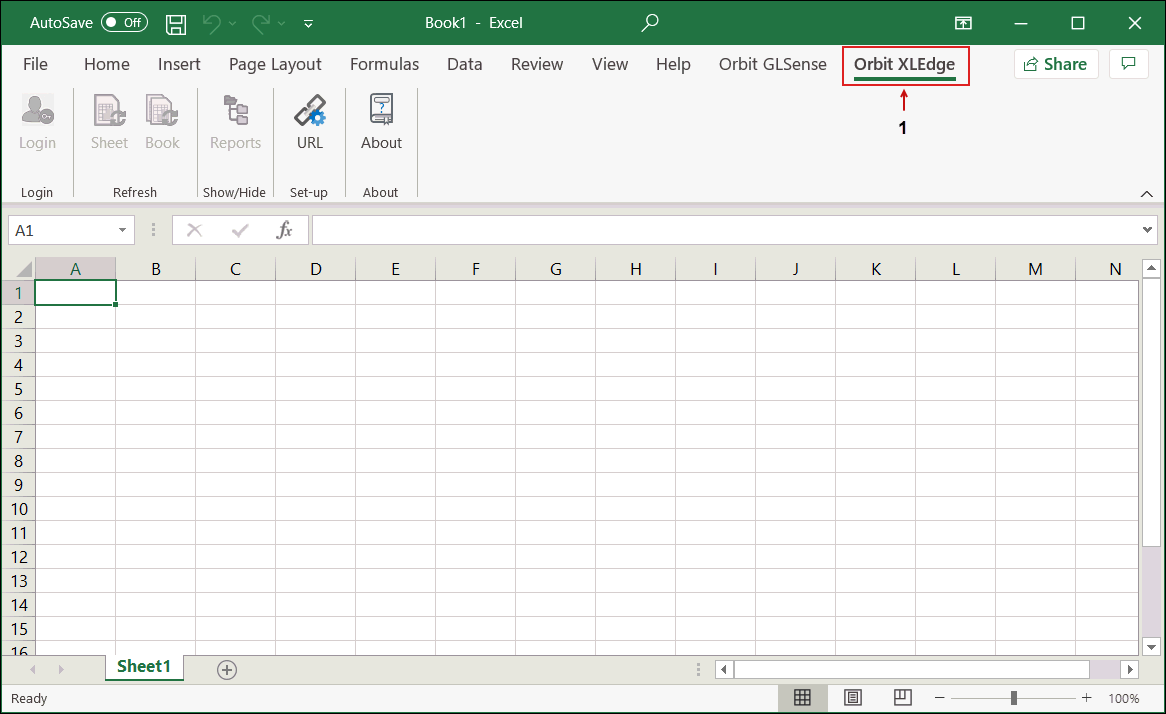 AutoSave Off Book1 - Excel
File Home Insert Page Layout Formulas Data Review View Help Orbit GLSense Orbit XLEdge Share
1
Login Sheet Book Reports URL About
Login Refresh Show/Hide Set-up About
A1 fx
A B C D E F G H I J K L M N
1
2
3
4
5
6
7
8
9
10
11
12
13
14
15
16
Sheet1
Ready 100%